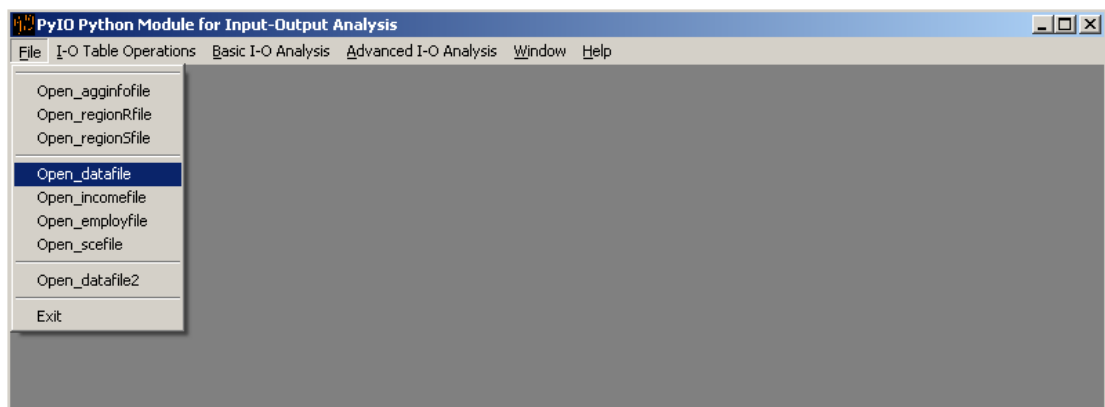 PyIO Python Module for Input-Output Analysis
File I-O Table Operations Basic I-O Analysis Advanced I-O Analysis Window Help
Open_agginfofile
Open_regionRfile
Open_regionSfile
Open_datafile
Open_incomefile
Open_employfile
Open_scefile
Open_datafile2
Exit